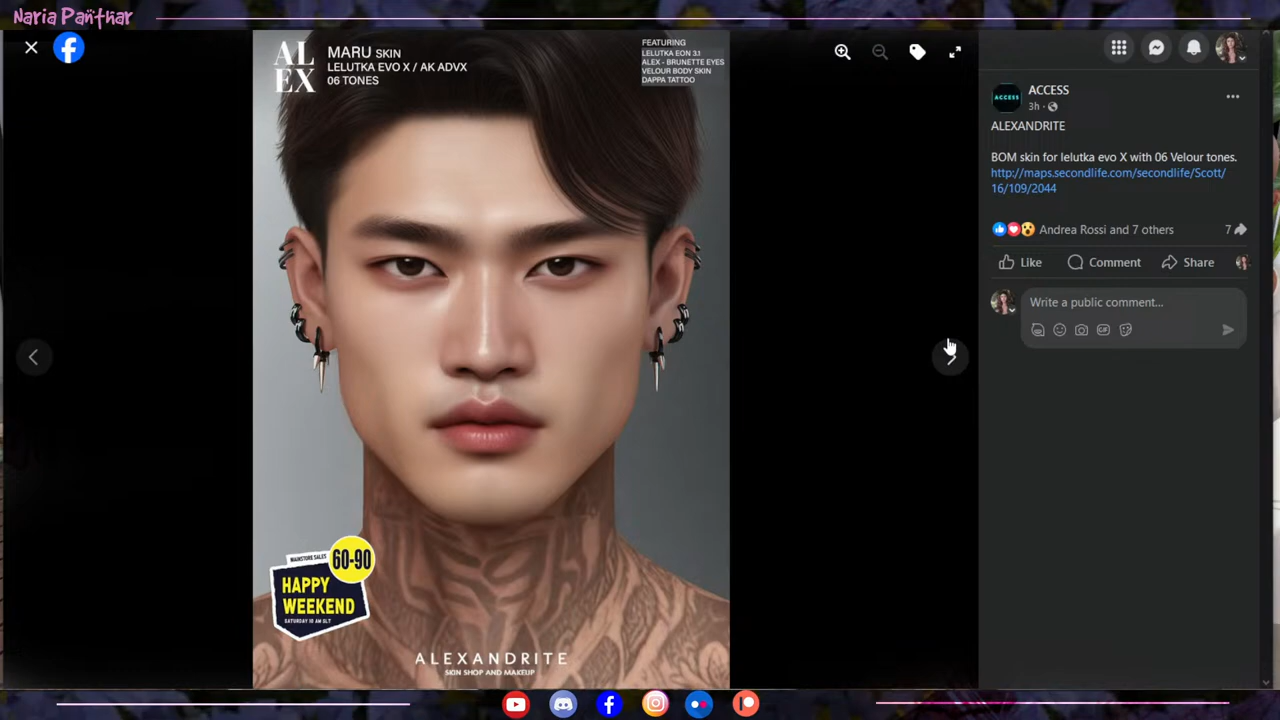 Naria Panthar
AL
EX
MARU SKIN
LELUTKA EVO X / AK ADVX
06 TONES
FEATURING
LELUTKA EON 3.1
ALEX - BRUNETTE EYES
VELOUR BODY SKIN
DAPPA TATTOO
MAINSTORE SALES
60-90
HAPPY
WEEKEND
SATURDAY 10 AM SLT
ALEXANDRITE
SKIN SHOP AND MAKEUP
ACCESS
ACCESS
3h ·
ALEXANDRITE
BOM skin for lelutka evo X with 06 Velour tones.
http://maps.secondlife.com/secondlife/Scott/
16/109/2044
Andrea Rossi and 7 others
7
Like
Comment
Share
Write a public comment...
GIF